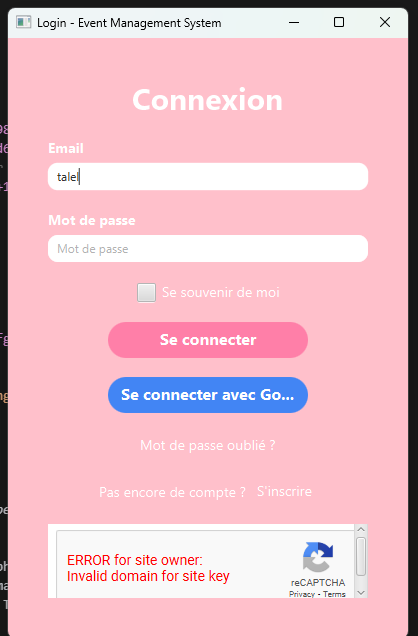 Login - Event Management System
Connexion
Email
talel
Mot de passe
Mot de passe
Se souvenir de moi
Se connecter
Se connecter avec Go...
Mot de passe oublié ?
Pas encore de compte ? S'inscrire
ERROR for site owner:
Invalid domain for site key
reCAPTCHA
Privacy - Terms